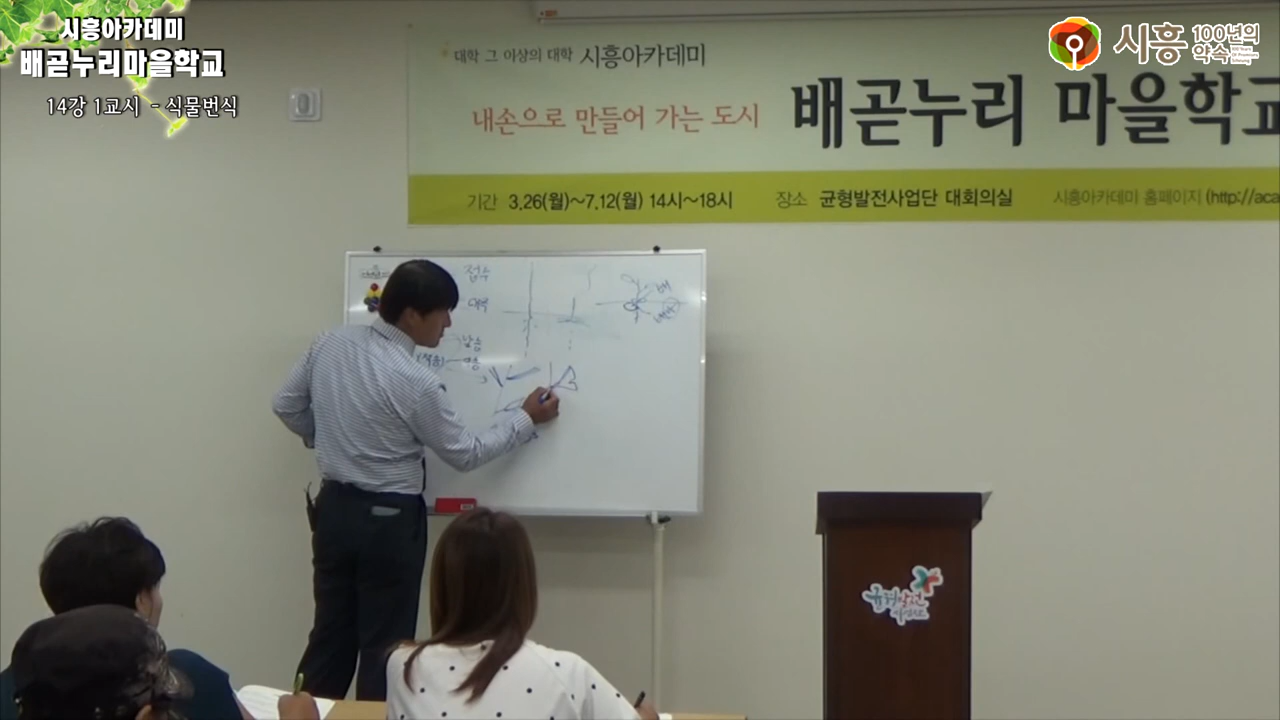 시흥아카데미
배곧누리마을학교
14강 1교시 - 식물번식
시흥 100년의 약속
대학 그 이상의 대학 시흥아카데미
내손으로 만들어 가는 도시
배곧누리 마을학교
기간 3.26(월)~7.12(월) 14시~18시 장소 균형발전사업단 대회의실 시흥아카데미 홈페이지 (http://aca
접수
대목
균형발전